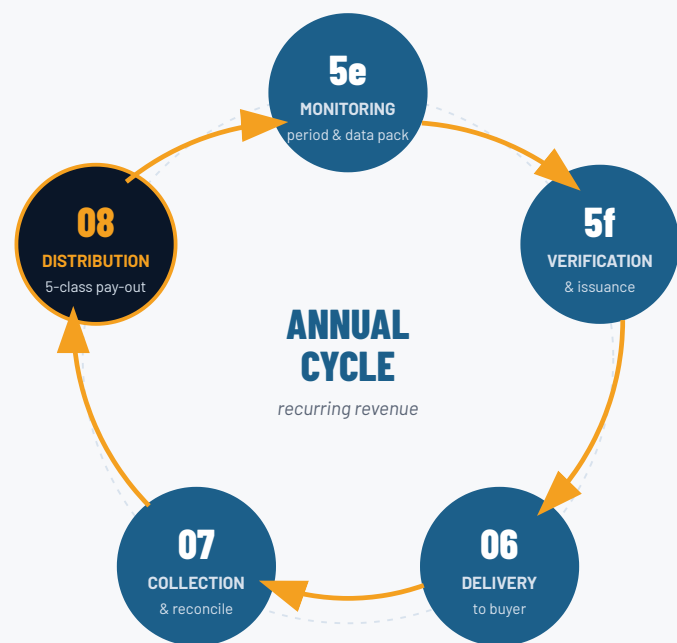 5e
MONITORING
period & data pack
08
DISTRIBUTION
5-class pay-out
5f
VERIFICATION
& issuance
ANNUAL
CYCLE
recurring revenue
07
COLLECTION
& reconcile
06
DELIVERY
to buyer